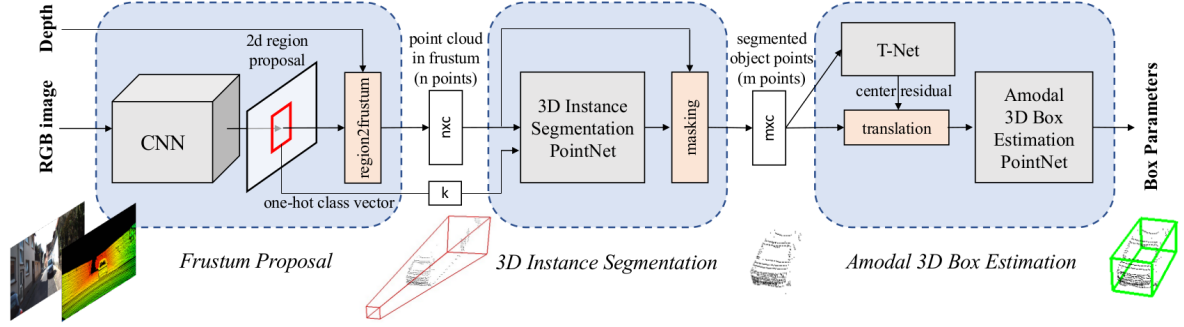 Depth
RGB image
2d region
proposal
CNN
region2frustum
one-hot class vector
Frustum Proposal
point cloud
in frustum
(n points)
nxc
k
3D Instance
Segmentation
PointNet
masking
3D Instance Segmentation
segmented
object points
(m points)
mxc
T-Net
center residual
translation
Amodal
3D Box
Estimation
PointNet
Amodal 3D Box Estimation
Box Parameters